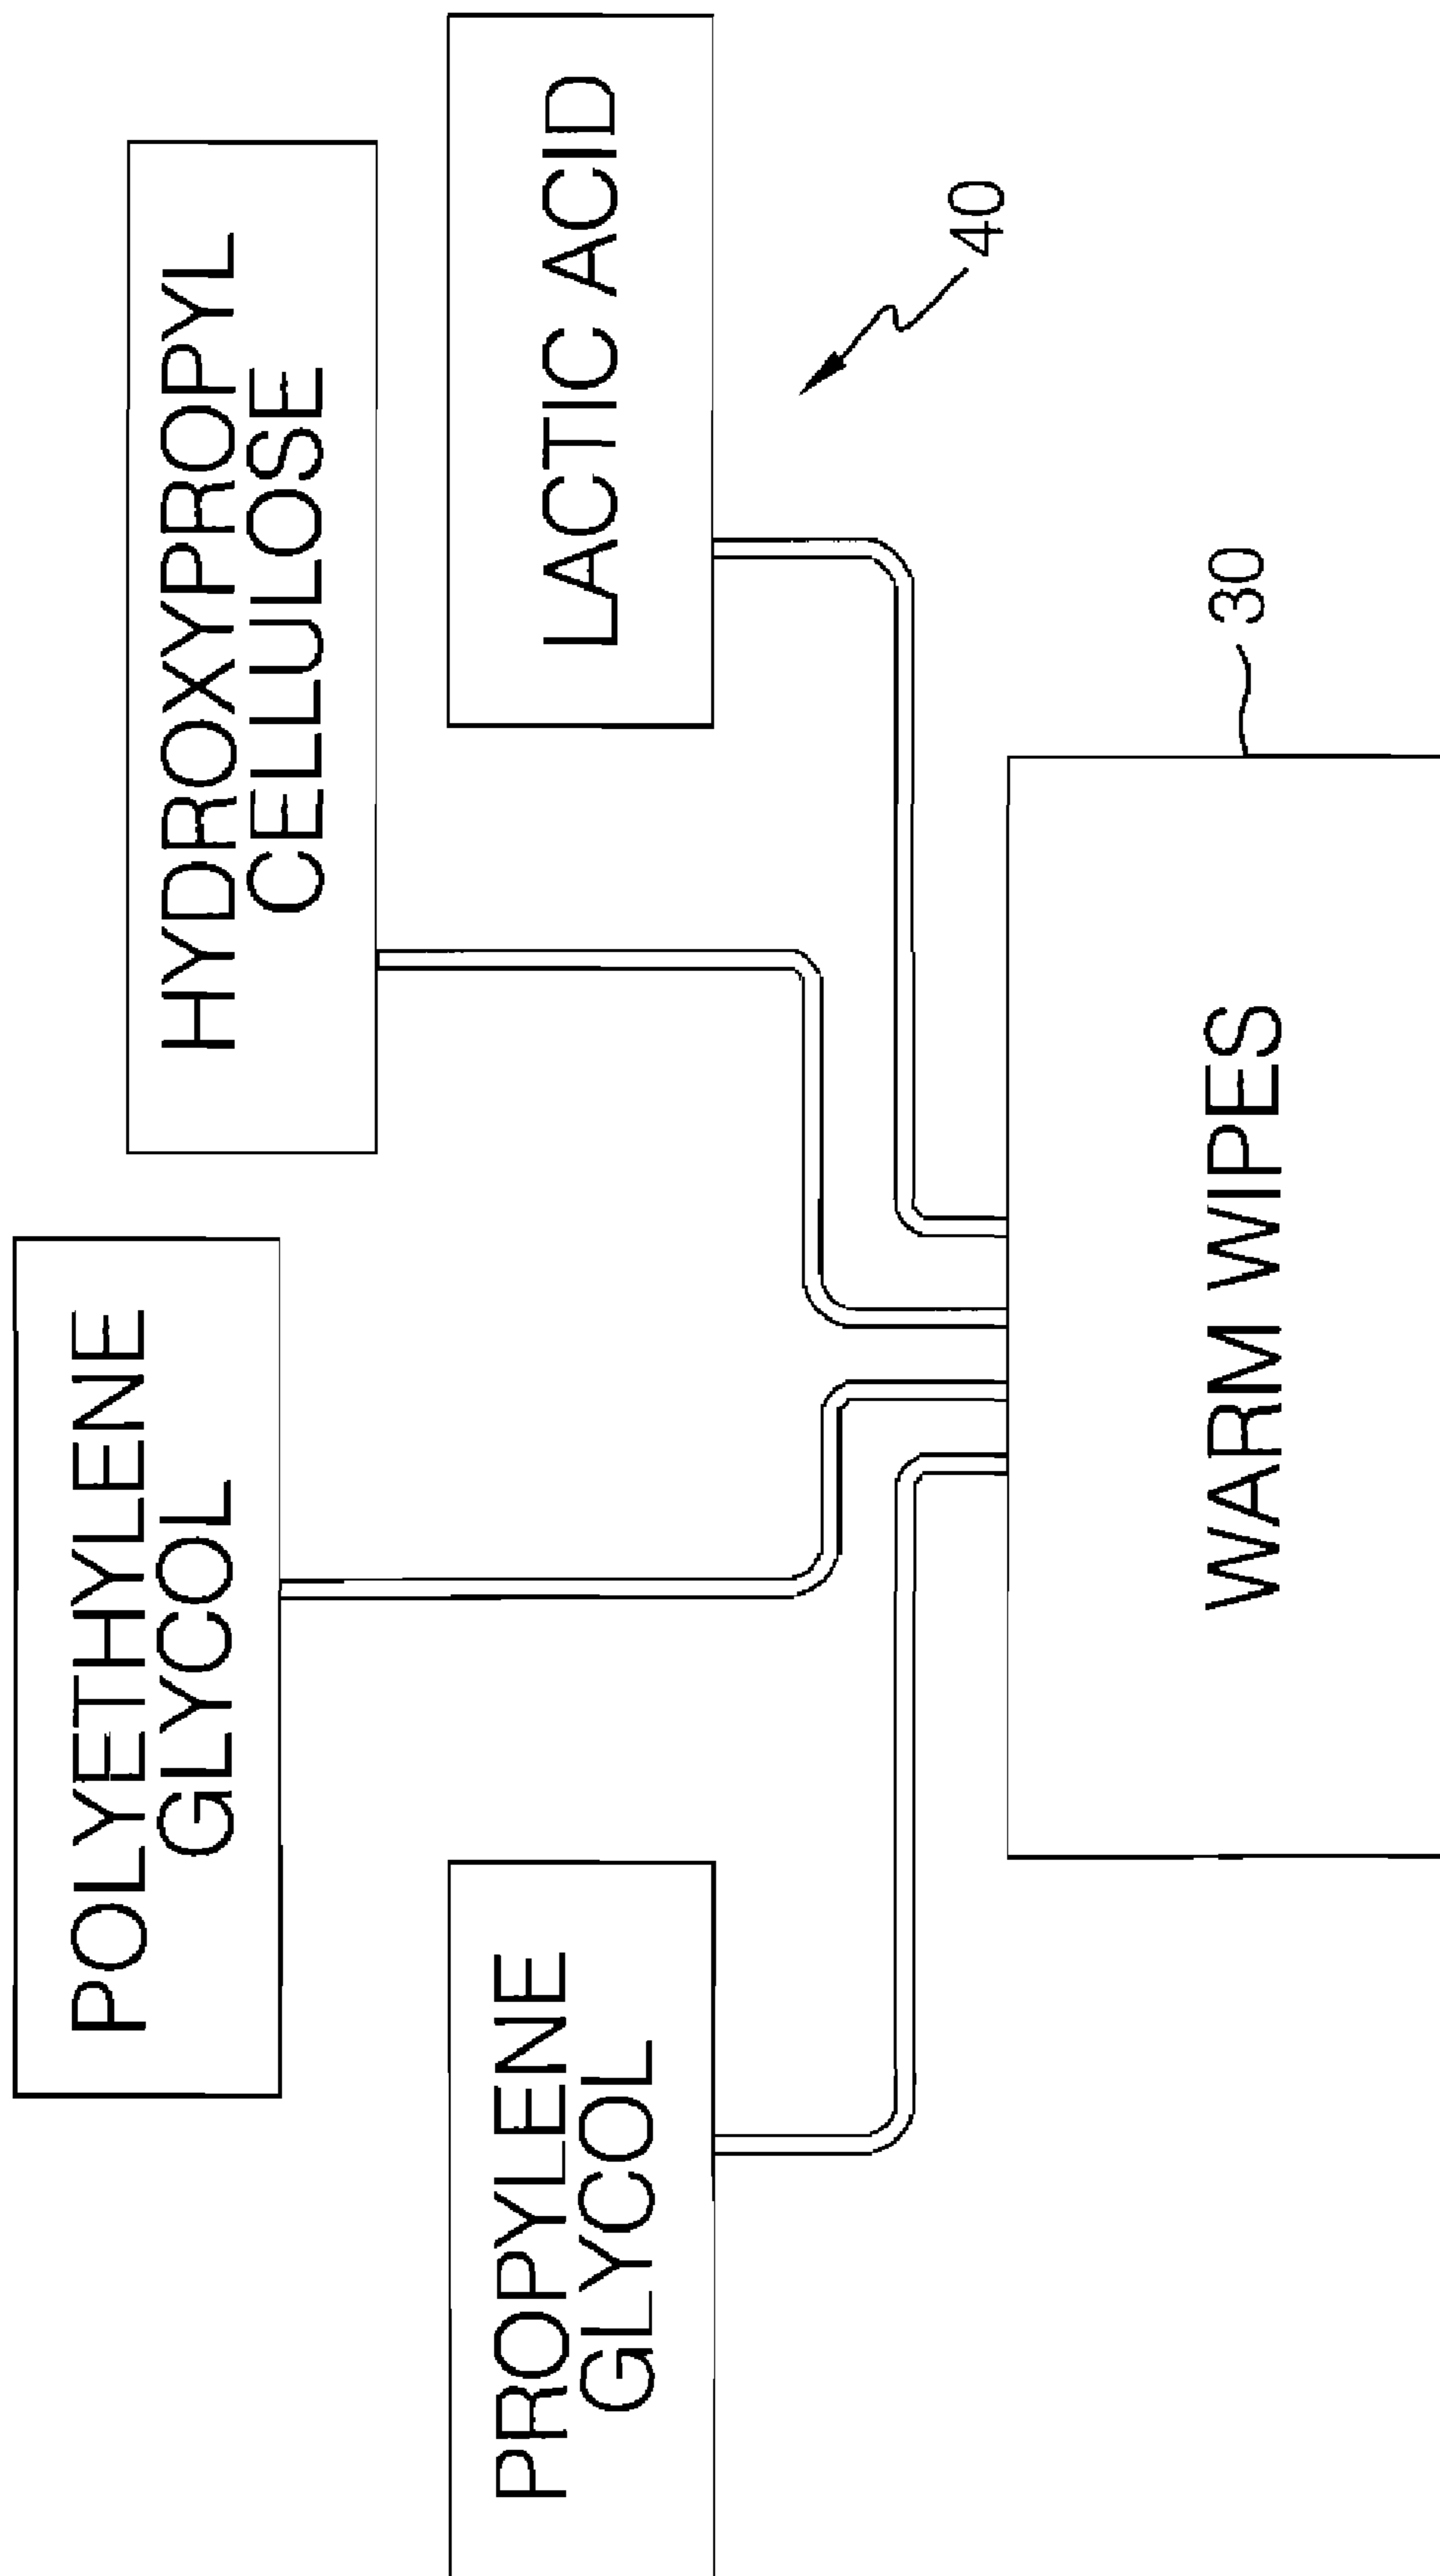 POLYETHYLENE
GLYCOL
HYDROXYPROPYL
CELLULOSE
PROPYLENE
GLYCOL
LACTIC ACID
40
WARM WIPES
30